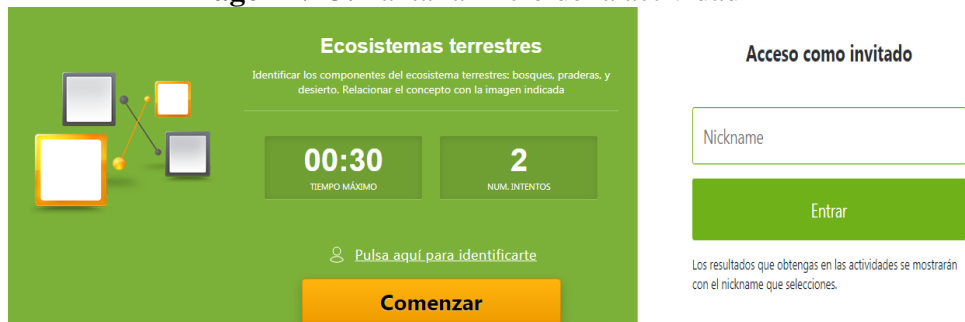 Ecosistemas terrestres
Identificar los componentes del ecosistema terrestres: bosques, praderas, y
desierto. Relacionar el concepto con la imagen indicada
00:30
TIEMPO MÁXIMO
2
NUM. INTENTOS
Pulsa aquí para identificarte
Comenzar
Acceso como invitado
Nickname
Entrar
Los resultados que obtengas en las actividades se mostrarán
con el nickname que selecciones.